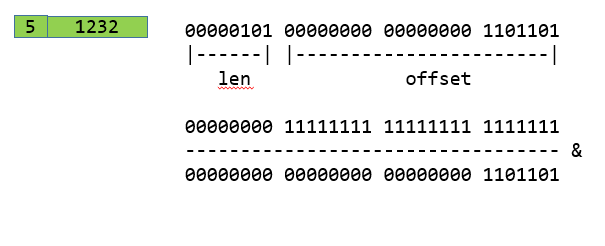 5 1232
00000101 00000000 00000000 1101101
|------| |-----------------------|
len offset
00000000 11111111 11111111 1111111
---------------------------------- &
00000000 00000000 00000000 1101101